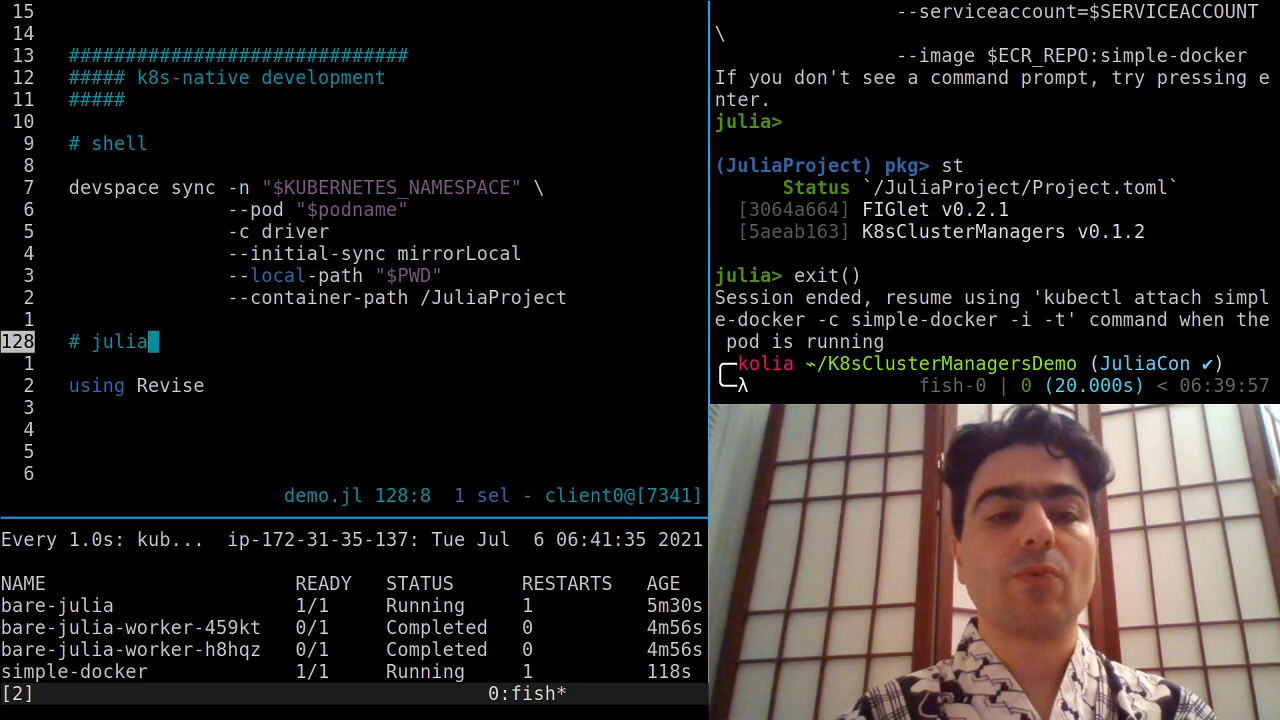 15
14
13 #############################
12 ##### k8s-native development
11 #####
10
9 # shell
8
7 devspace sync -n "$KUBERNETES_NAMESPACE" \
6 --pod "$podname"
5 -c driver
4 --initial-sync mirrorLocal
3 --local-path "$PWD"
2 --container-path /JuliaProject
1
128 # julia
1
2 using Revise
3
4
5
6
demo.jl 128:8 1 sel - client0@[7341]
Every 1.0s: kub... ip-172-31-35-137: Tue Jul 6 06:41:35 2021
NAME READY STATUS RESTARTS AGE
bare-julia 1/1 Running 1 5m30s
bare-julia-worker-459kt 0/1 Completed 0 4m56s
bare-julia-worker-h8hqz 0/1 Completed 0 4m56s
simple-docker 1/1 Running 1 118s
[2] 0:fish*
--serviceaccount=$SERVICEACCOUNT
\
--image $ECR_REPO:simple-docker
If you don't see a command prompt, try pressing e
nter.
julia>
(JuliaProject) pkg> st
Status `/JuliaProject/Project.toml`
[3064a664] FIGlet v0.2.1
[5aeab163] K8sClusterManagers v0.1.2
julia> exit()
Session ended, resume using 'kubectl attach simpl
e-docker -c simple-docker -i -t' command when the
pod is running
╭─kolia ⌁/K8sClusterManagersDemo (JuliaCon ✔)
╰─λ fish-0 | 0 (20.000s) < 06:39:57